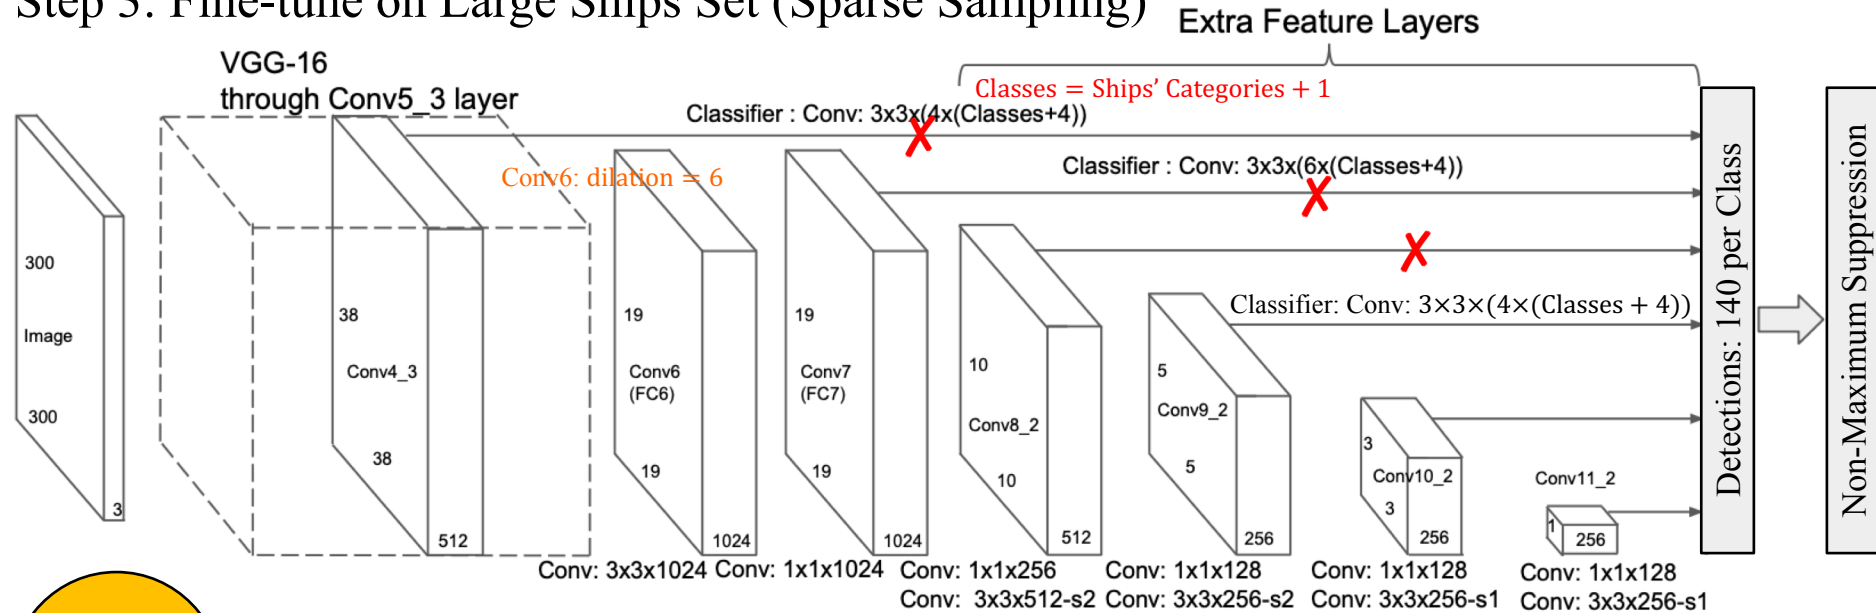 Step 3: Fine-tune on Large Ships Set (Sparse Sampling)
Extra Feature Layers
VGG-16
through Conv5_3 layer
Classes = Ships' Categories + 1
Classifier : Conv: 3x3x(4x(Classes+4))
Classifier : Conv: 3x3x(6x(Classes+4))
Conv6: dilation = 6
Classifier: Conv: 3×3×(4×(Classes + 4))
300
Image
300
3
38
Conv4_3
38
512
19
Conv6
(FC6)
19
1024
19
Conv7
(FC7)
19
1024
10
Conv8_2
10
512
5
Conv9_2
5
256
3
Conv10_2
3
256
Conv11_2
1
256
Detections: 140 per Class
Non-Maximum Suppression
Conv: 3x3x1024
Conv: 1x1x1024
Conv: 1x1x256
Conv: 3x3x512-s2
Conv: 1x1x128
Conv: 3x3x256-s2
Conv: 1x1x128
Conv: 3x3x256-s1
Conv: 1x1x128
Conv: 3x3x256-s1